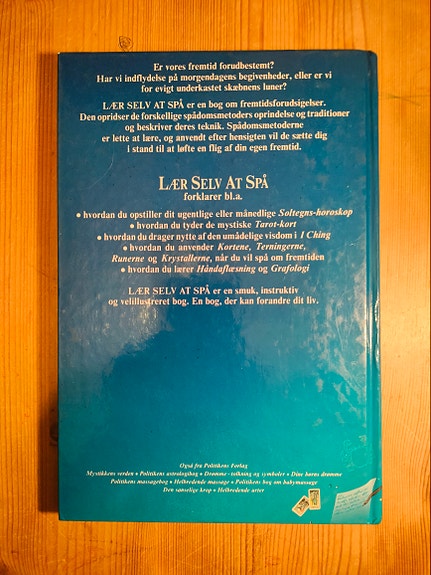 Er vores fremtid forudbestemt?
Har vi indflydelse på morgendagens begivenheder, eller er vi
for evigt underkastet skæbnens luner?
LÆR SELV AT SPÅ er en bog om fremtidsforudsigelser.
Den opridser de forskellige spådomsmetoders oprindelse og traditioner
og beskriver deres teknik. Spådomsmetoderne
er lette at lære, og anvendt efter hensigten vil de sætte dig
i stand til at løfte en flig af din egen fremtid.
LÆR SELV AT SPÅ
forklarer bl.a.
• hvordan du opstiller dit ugentlige eller månedlige Soltegns-horoskop
• hvordan du tyder de mystiske Tarot-kort
• hvordan du drager nytte af den umådelige visdom i I Ching
• hvordan du anvender Kortene, Terningerne,
Runerne og Krystallerne, når du vil spå om fremtiden
• hvordan du lærer Håndaflæsning og Grafologi
LÆR SELV AT SPÅ er en smuk, instruktiv
og velillustreret bog. En bog, der kan forandre dit liv.
Også fra Politikens Forlag
Mystikkens verden • Politikens astrologibog • Drømme-tolkning og symboler • Dine børns drømme
Politikens massagebog • Helbredende massage • Politikens bog om babymassage
Den sanselige krop • Helbredende urter